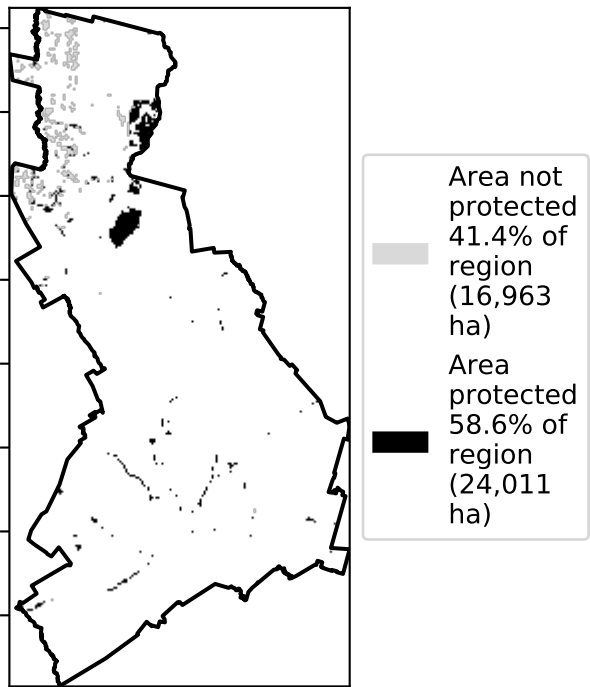 Area not
protected
41.4% of
region
(16,963
ha)
Area
protected
58.6% of
region
(24,011
ha)